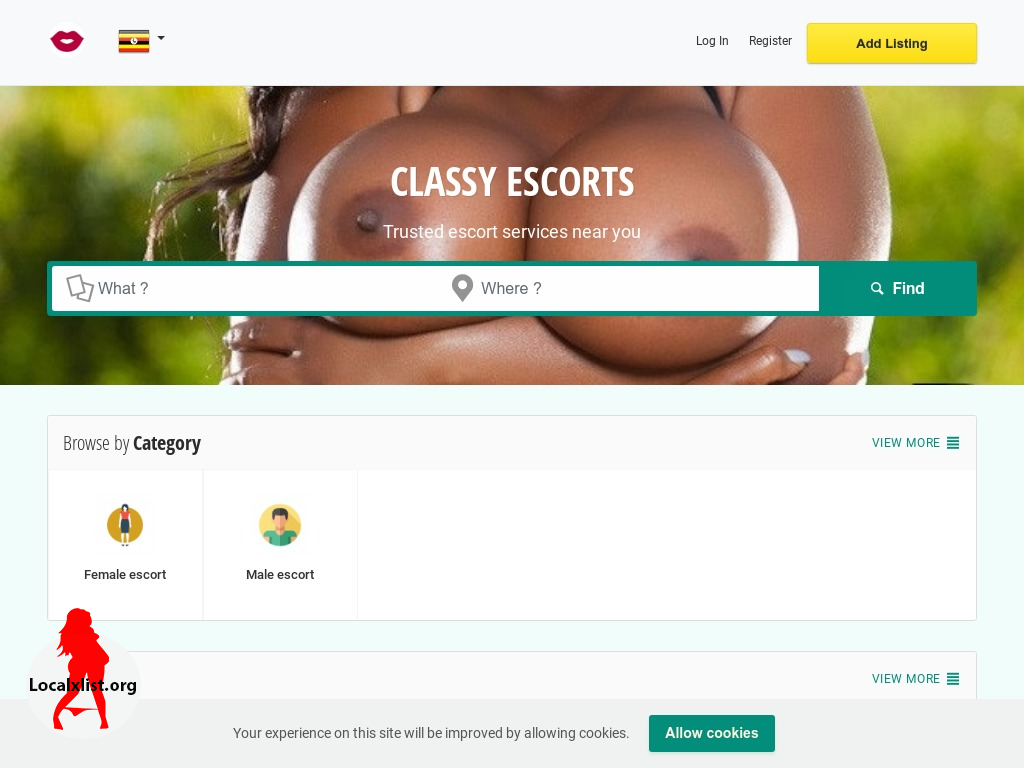 Log In
Register
Add Listing
CLASSY ESCORTS
Trusted escort services near you
What ?
Where ?
Find
Browse by Category
VIEW MORE
Female escort
Male escort
VIEW MORE
Localxlist.org
Your experience on this site will be improved by allowing cookies.
Allow cookies